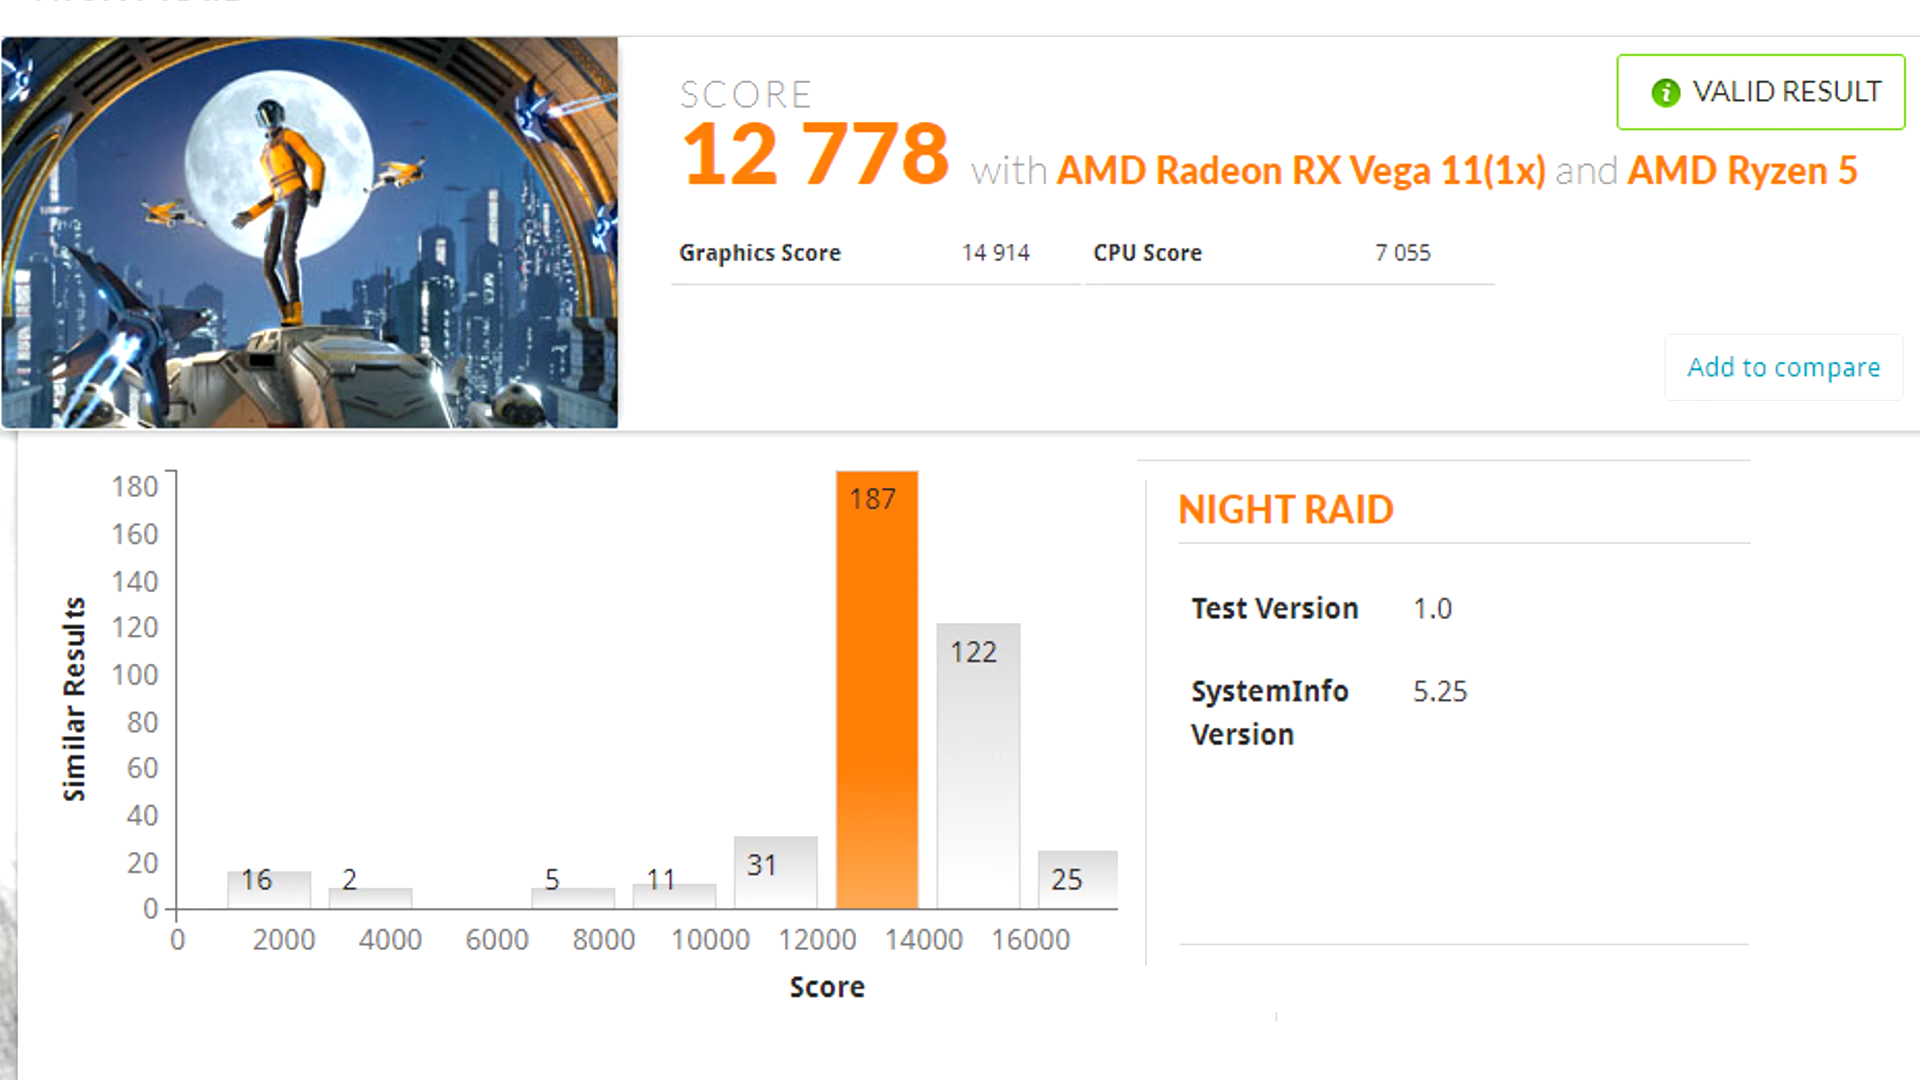 SCORE
12 778 with AMD Radeon RX Vega 11(1x) and AMD Ryzen 5
VALID RESULT
Graphics Score 14 914 CPU Score 7 055
Add to compare
180
160
140
120
100
80
60
40
20
0
Similar Results
16
2
5
11
31
187
122
25
0 2000 4000 6000 8000 10000 12000 14000 16000
Score
NIGHT RAID
Test Version 1.0
SystemInfo 5.25
Version